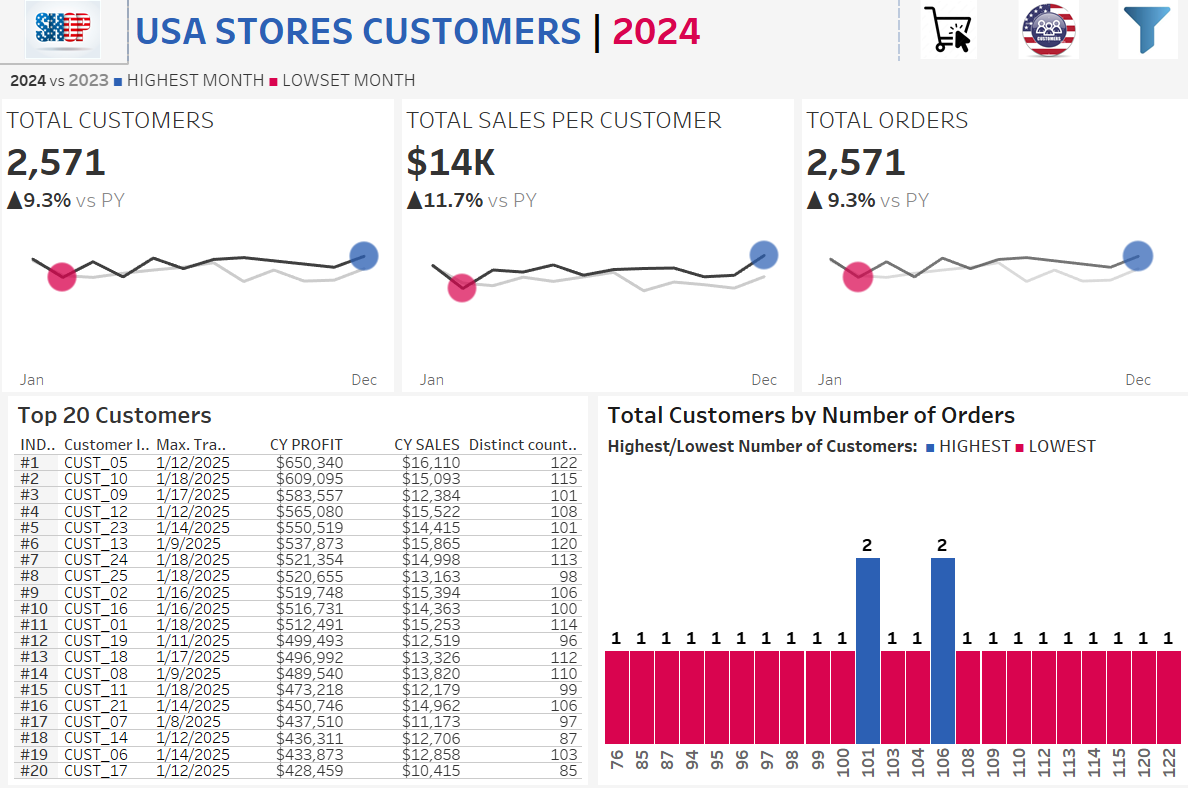 SHOP
USA STORES CUSTOMERS | 2024
CUSTOMERS
2024 vs 2023 HIGHEST MONTH LOWSET MONTH
TOTAL CUSTOMERS
2,571
▲9.3% vs PY
Jan Dec
TOTAL SALES PER CUSTOMER
$14K
▲11.7% vs PY
Jan Dec
TOTAL ORDERS
2,571
▲ 9.3% vs PY
Jan Dec
Top 20 Customers
IND.. Customer I.. Max. Tra.. CY PROFIT CY SALES Distinct count..
#1 CUST_05 1/12/2025 $650,340 $16,110 122
#2 CUST_10 1/18/2025 $609,095 $15,093 115
#3 CUST_09 1/17/2025 $583,557 $12,384 101
#4 CUST_12 1/12/2025 $565,080 $15,522 108
#5 CUST_23 1/14/2025 $550,519 $14,415 101
#6 CUST_13 1/9/2025 $537,873 $15,865 120
#7 CUST_24 1/18/2025 $521,354 $14,998 113
#8 CUST_25 1/18/2025 $520,655 $13,163 98
#9 CUST_02 1/16/2025 $519,748 $15,394 106
#10 CUST_16 1/16/2025 $516,731 $14,363 100
#11 CUST_01 1/18/2025 $512,491 $15,253 114
#12 CUST_19 1/11/2025 $499,493 $12,519 96
#13 CUST_18 1/17/2025 $496,992 $13,326 112
#14 CUST_08 1/9/2025 $489,540 $13,820 110
#15 CUST_11 1/18/2025 $473,218 $12,179 99
#16 CUST_21 1/14/2025 $450,746 $14,962 106
#17 CUST_07 1/8/2025 $437,510 $11,173 97
#18 CUST_14 1/12/2025 $436,311 $12,706 87
#19 CUST_06 1/14/2025 $433,873 $12,858 103
#20 CUST_17 1/12/2025 $428,459 $10,415 85
Total Customers by Number of Orders
Highest/Lowest Number of Customers: HIGHEST LOWEST
2 2
1 1 1 1 1 1 1 1 1 1 1 1 1 1 1 1 1 1 1 1 1
76 85 87 94 95 96 97 98 99 100 101 103 104 106 108 109 110 112 113 114 115 120 122